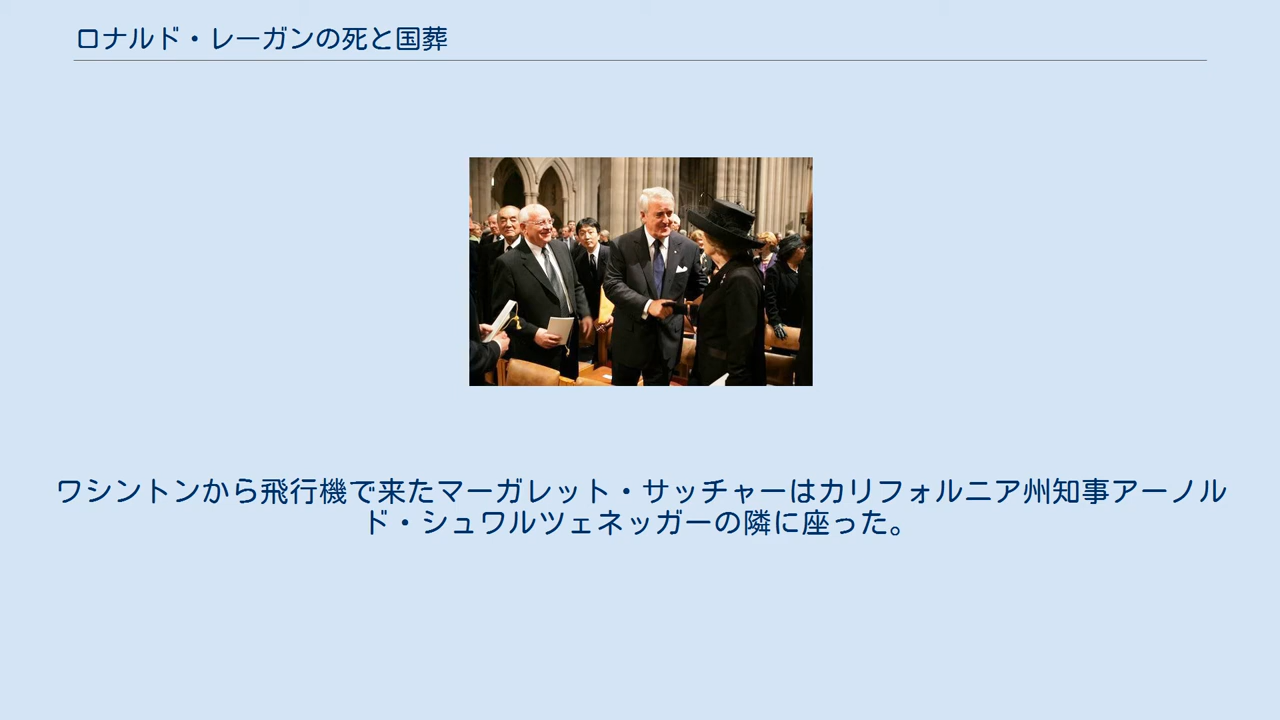 ロナルド・レーガンの死と国葬
ワシントンから飛行機で来たマーガレット・サッチャーはカリフォルニア州知事アーノル
ド・シュワルツェネッガーの隣に座った。